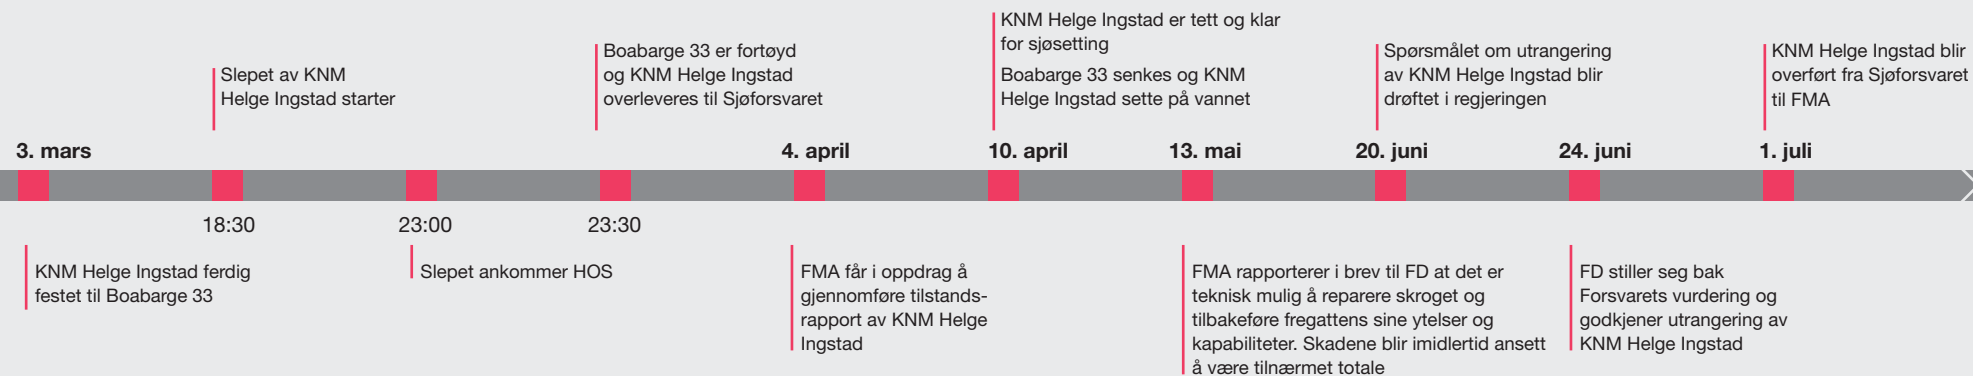 KNM Helge Ingstad er tett og klar
for sjøsetting
Boabarge 33 senkes og KNM
Helge Ingstad sette på vannet
Boabarge 33 er fortøyd
og KNM Helge Ingstad
overleveres til Sjøforsvaret
Spørsmålet om utrangering
av KNM Helge Ingstad blir
drøftet i regjeringen
KNM Helge Ingstad blir
overført fra Sjøforsvaret
til FMA
Slepet av KNM
Helge Ingstad starter
3. mars
4. april
10. april
13. mai
20. juni
24. juni
1. juli
18:30
23:00
23:30
KNM Helge Ingstad ferdig
festet til Boabarge 33
Slepet ankommer HOS
FMA får i oppdrag å
gjennomføre tilstands-
rapport av KNM Helge
Ingstad
FMA rapporterer i brev til FD at det er
teknisk mulig å reparere skroget og
tilbakeføre fregattens sine ytelser og
kapabiliteter. Skadene blir imidlertid ansett
å være tilnærmet totale
FD stiller seg bak
Forsvarets vurdering og
godkjener utrangering av
KNM Helge Ingstad